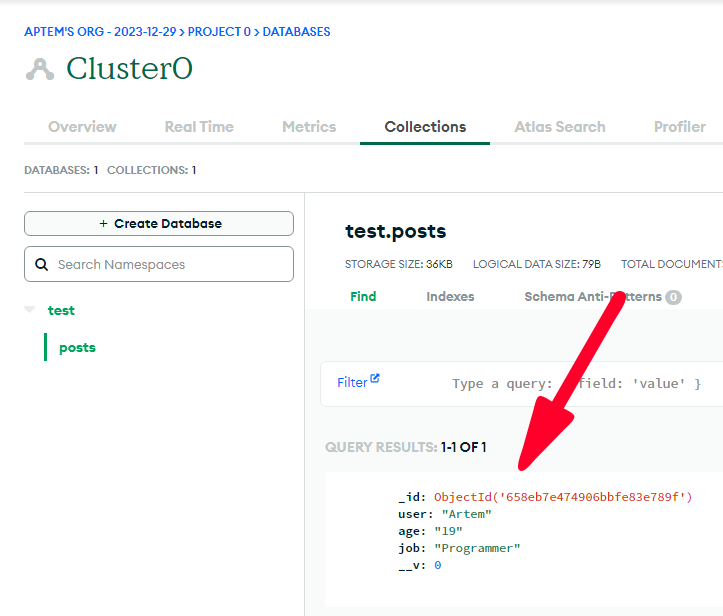 APTEM'S ORG - 2023-12-29 > PROJECT 0 > DATABASES
Cluster0
Overview Real Time Metrics Collections Atlas Search Profiler
DATABASES: 1 COLLECTIONS: 1
+ Create Database
Search Namespaces
test
posts
test.posts
STORAGE SIZE: 36KB LOGICAL DATA SIZE: 79B TOTAL DOCUMENT
Find Indexes Schema Anti-Patterns 0
Filter Type a query: field: 'value' }
QUERY RESULTS: 1-1 OF 1
_id: ObjectId('658eb7e474906bbfe83e789f')
user: "Artem"
age: "19"
job: "Programmer"
__v: 0